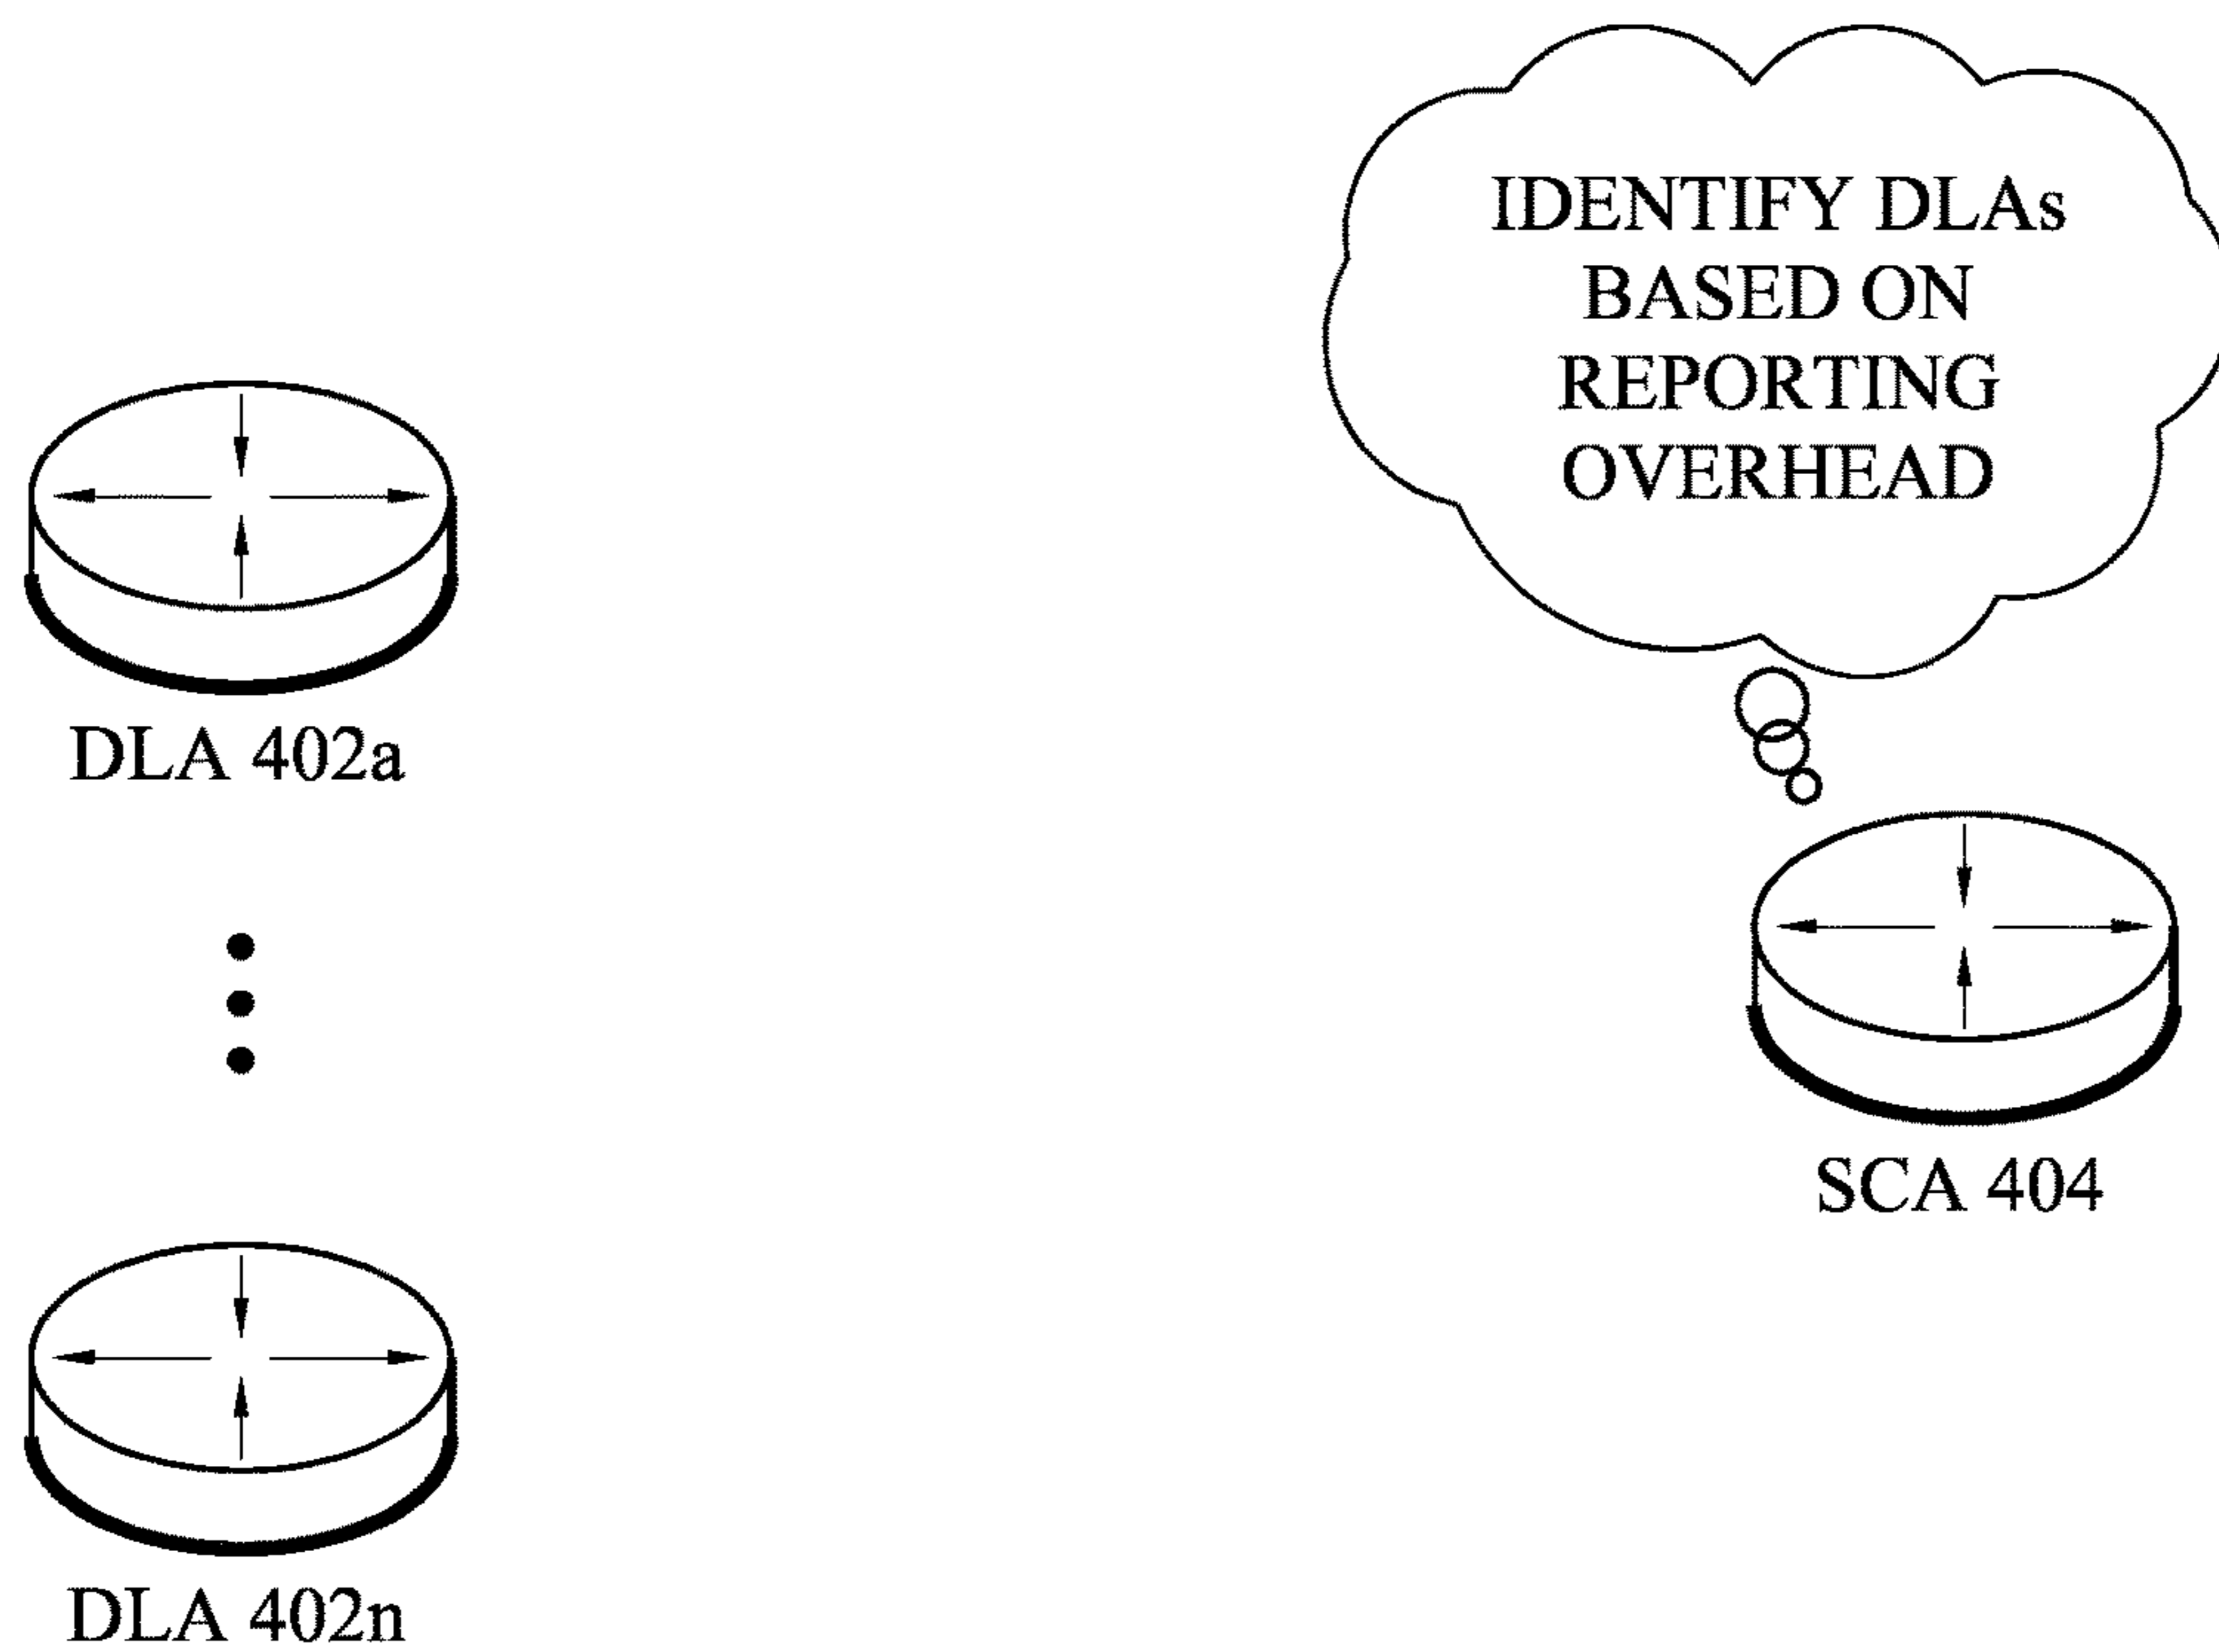 IDENTIFY DLAs
BASED ON
REPORTING
OVERHEAD
DLA 402a
SCA 404
DLA 402n